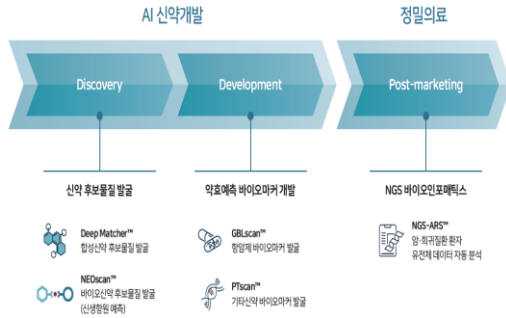 AI 신약개발
정밀의료
Discovery
Development
Post-marketing
신약 후보물질 발굴
약효예측 바이오마커 개발
NGS 바이오인포매틱스
Deep Matcher™
합성신약 후보물질 발굴
NEOscan™
바이오신약 후보물질 발굴
(신생항원 예측)
GBLscan™
항암제 바이오마커 발굴
PTscan™
기타신약 바이오마커 발굴
NGS-ARS™
암·희귀질환 환자
유전체 데이터 자동 분석